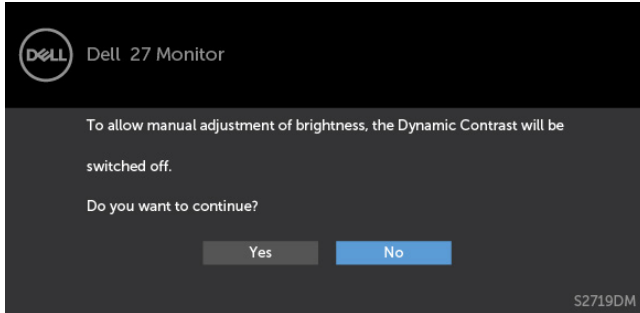 DELL
Dell 27 Monitor
To allow manual adjustment of brightness, the Dynamic Contrast will be
switched off.
Do you want to continue?
Yes No
S2719DM